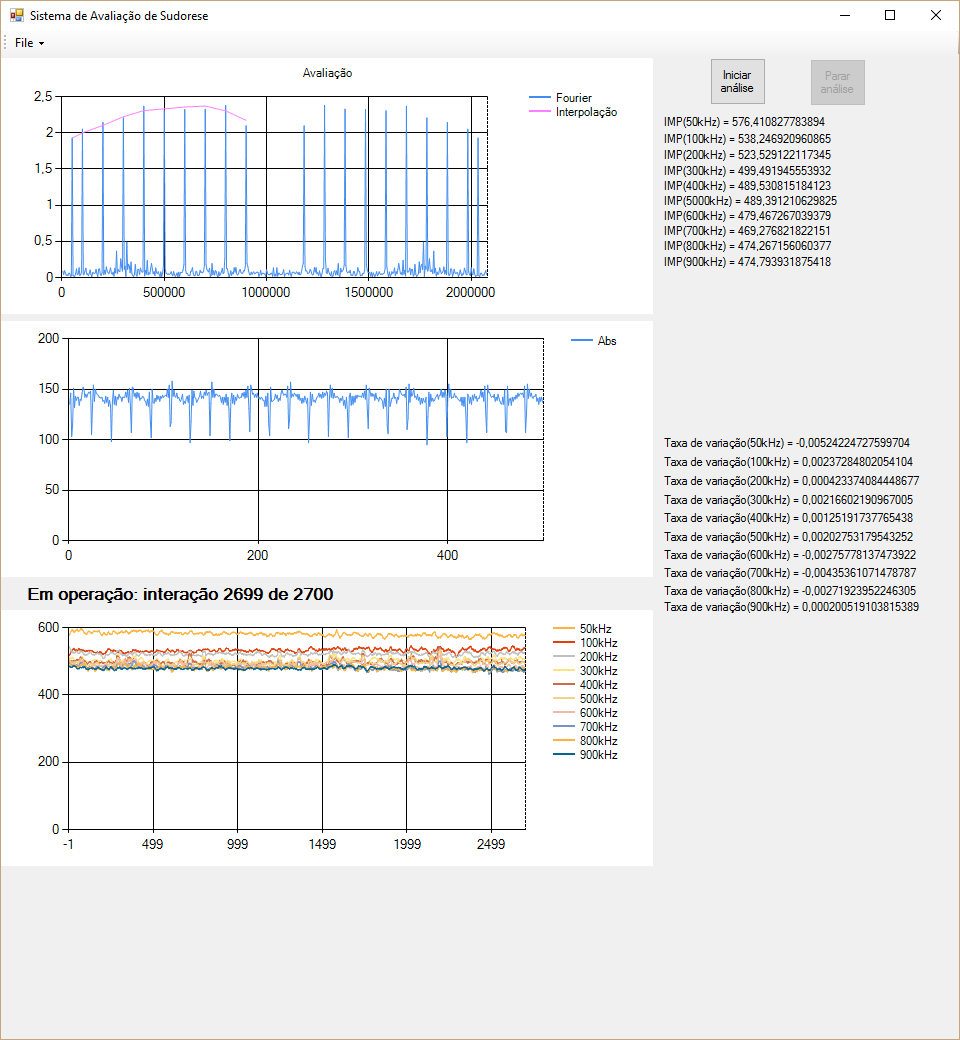 Sistema de Avaliação de Sudorese
File
Avaliação
2,5
2
1,5
1
0,5
0
0 500000 1000000 1500000 2000000
Fourier
Interpolação
Iniciar
análise
Parar
análise
IMP(50kHz) = 576,410827783894
IMP(100kHz) = 538,246920960865
IMP(200kHz) = 523,529122117345
IMP(300kHz) = 499,491945553932
IMP(400kHz) = 489,530815184123
IMP(5000kHz) = 489,391210629825
IMP(600kHz) = 479,467267039379
IMP(700kHz) = 469,276821822151
IMP(800kHz) = 474,267156060377
IMP(900kHz) = 474,793931875418
200
150
100
50
0
0 200 400
Abs
Taxa de variação(50kHz) = -0,00524224727599704
Taxa de variação(100kHz) = 0,00237284802054104
Taxa de variação(200kHz) = 0,000423374084448677
Taxa de variação(300kHz) = 0,00216602190967005
Taxa de variação(400kHz) = 0,00125191737765438
Taxa de variação(500kHz) = 0,00202753179543252
Taxa de variação(600kHz) = -0,00275778137473922
Taxa de variação(700kHz) = -0,00435361071478787
Taxa de variação(800kHz) = -0,00271923952246305
Taxa de variação(900kHz) = 0,000200519103815389
Em operação: interação 2699 de 2700
600
400
200
0
-1 499 999 1499 1999 2499
50kHz
100kHz
200kHz
300kHz
400kHz
500kHz
600kHz
700kHz
800kHz
900kHz